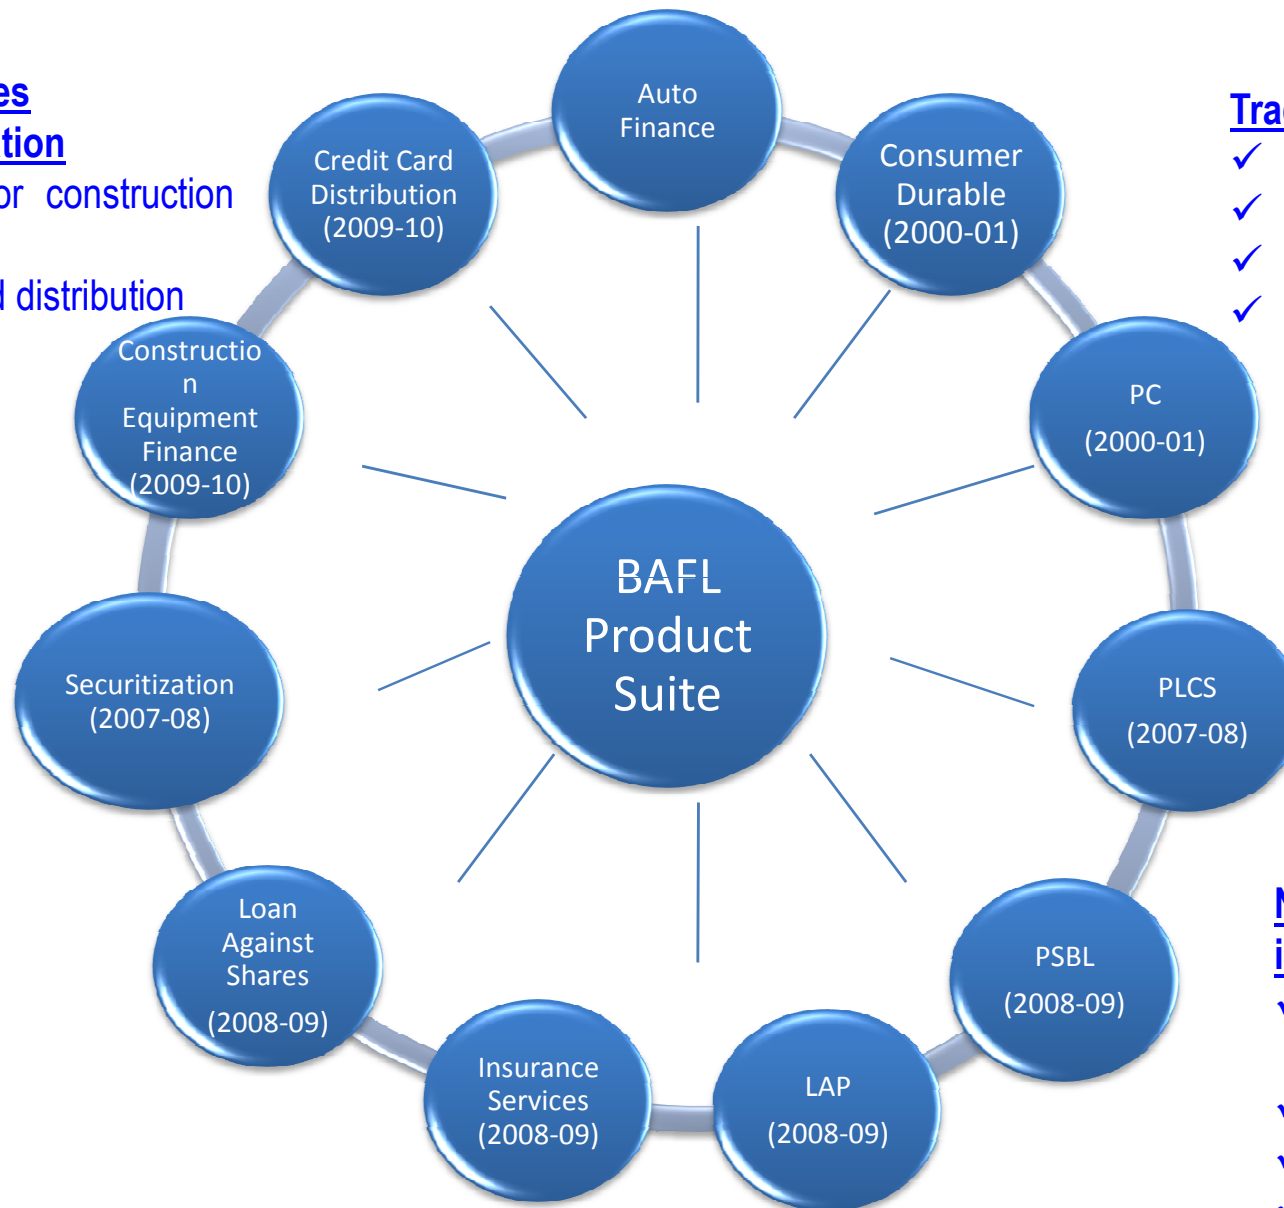 es
tion
or construction
d distribution
Auto
Finance
Consumer
Durable
(2000-01)
PC
(2000-01)
PLCS
(2007-08)
PSBL
(2008-09)
LAP
(2008-09)
Insurance
Services
(2008-09)
Loan
Against
Shares
(2008-09)
Securitization
(2007-08)
Constructio
n
Equipment
Finance
(2009-10)
Credit Card
Distribution
(2009-10)
BAFL
Product
Suite
Tra
✓
✓
✓
✓
N
i